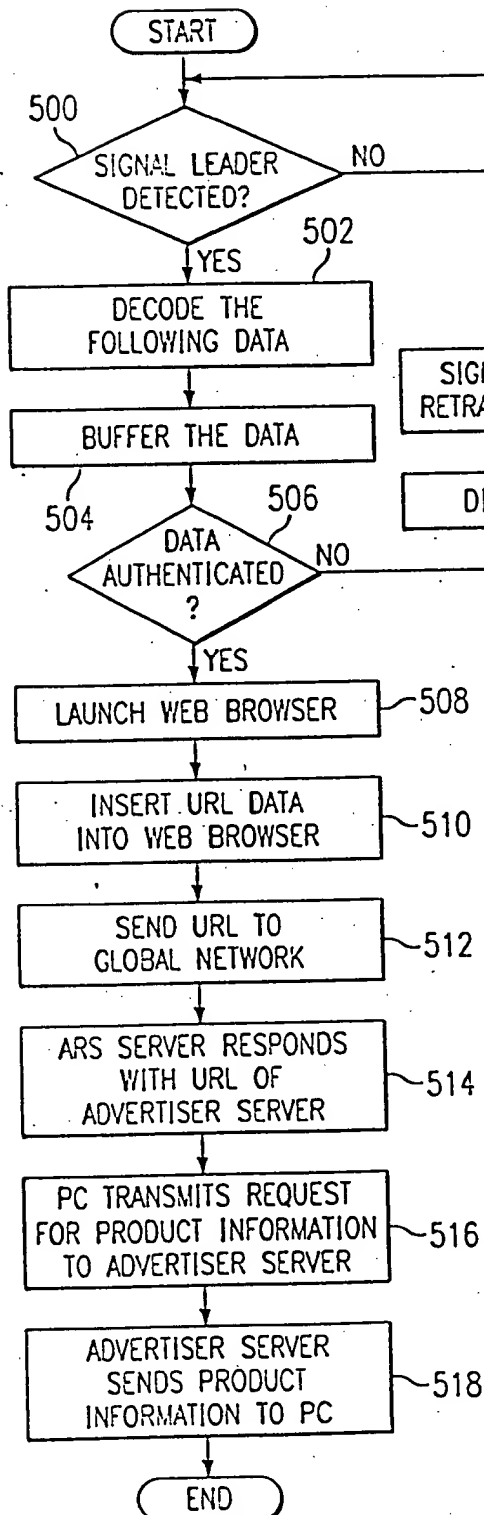 START
500
SIGNAL LEADER
DETECTED?
NO
YES
502
DECODE THE
FOLLOWING DATA
BUFFER THE DATA
504
506
DATA
AUTHENTICATED
?
NO
YES
LAUNCH WEB BROWSER
508
INSERT URL DATA
INTO WEB BROWSER
510
SEND URL TO
GLOBAL NETWORK
512
ARS SERVER RESPONDS
WITH URL OF
ADVERTISER SERVER
514
PC TRANSMITS REQUEST
FOR PRODUCT INFORMATION
TO ADVERTISER SERVER
516
ADVERTISER SERVER
SENDS PRODUCT
INFORMATION TO PC
518
END